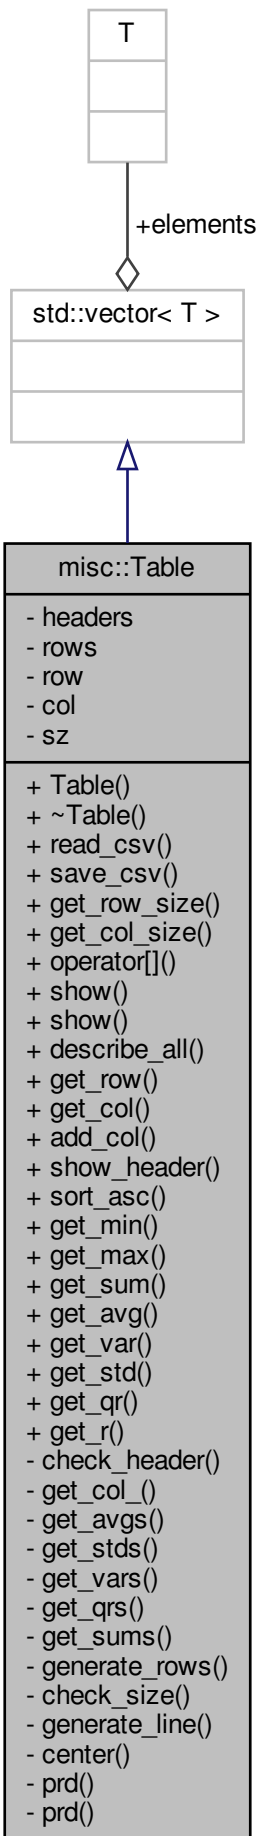 T
+elements
std::vector< T >
misc::Table
- headers
- rows
- row
- col
- sz
+ Table()
+ ~Table()
+ read_csv()
+ save_csv()
+ get_row_size()
+ get_col_size()
+ operator[]()
+ show()
+ show()
+ describe_all()
+ get_row()
+ get_col()
+ add_col()
+ show_header()
+ sort_asc()
+ get_min()
+ get_max()
+ get_sum()
+ get_avg()
+ get_var()
+ get_std()
+ get_qr()
+ get_r()
- check_header()
- get_col_()
- get_avgs()
- get_stds()
- get_vars()
- get_qrs()
- get_sums()
- generate_rows()
- check_size()
- generate_line()
- center()
- prd()
- prd()